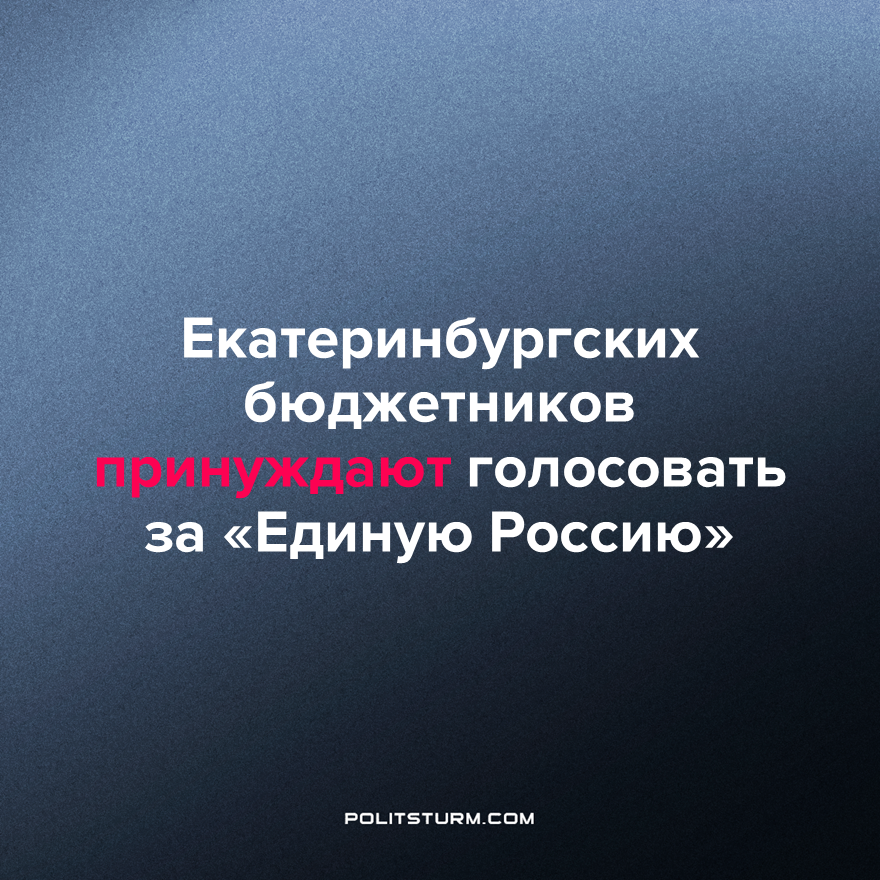 Екатеринбургских
бюджетников
принуждают голосовать
за «Единую Россию»
POLITSTURM.COM